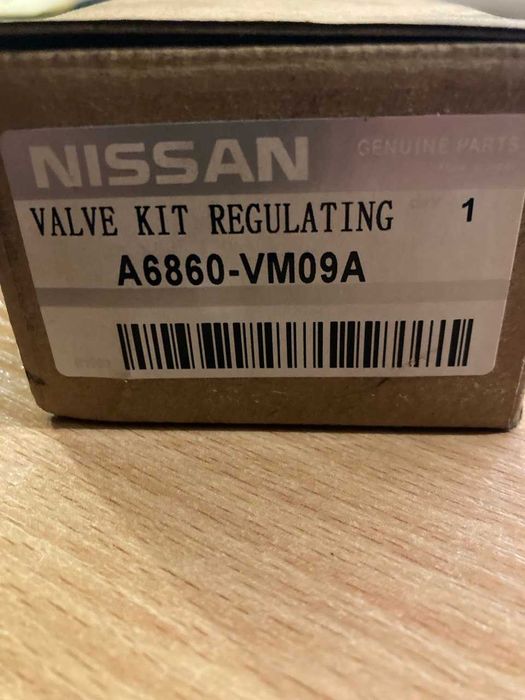 NISSAN GENUINE PARTS
VALVE KIT REGULATING 1
A6860-VM09A